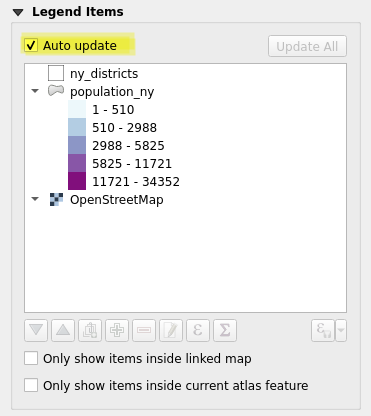 Legend Items
Auto update
Update All
ny_districts
population_ny
1 - 510
510 - 2988
2988 - 5825
5825 - 11721
11721 - 34352
OpenStreetMap
ε Σ ε
Only show items inside linked map
Only show items inside current atlas feature